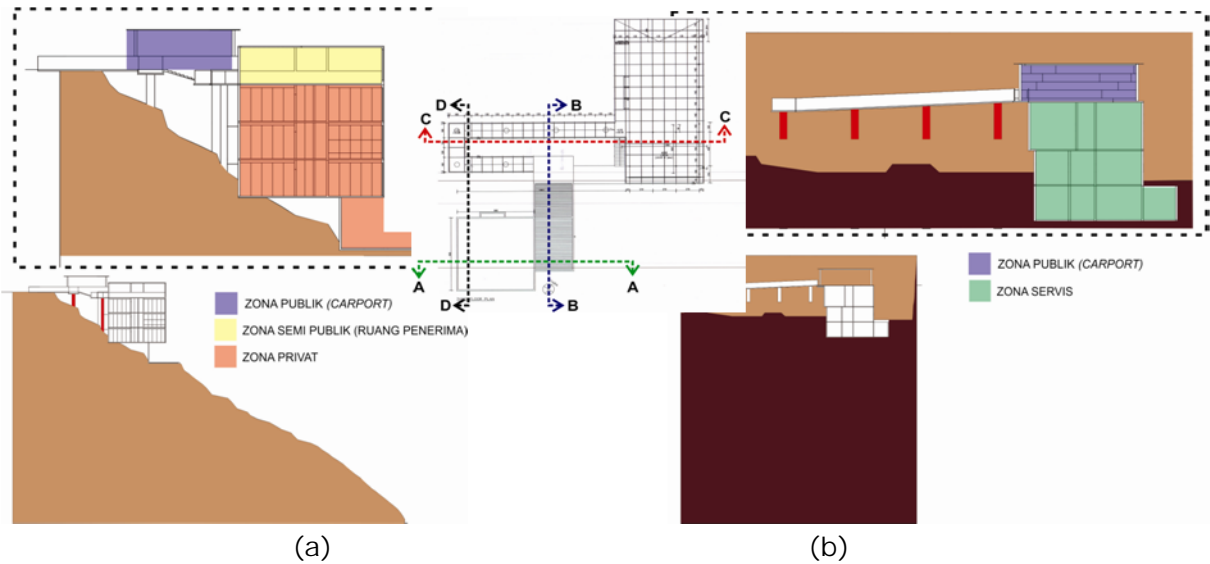 D
B
C
C
A
A
D
B
ZONA PUBLIK (CARPORT)
ZONA SEMI PUBLIK (RUANG PENERIMA)
ZONA PRIVAT
ZONA PUBLIK (CARPORT)
ZONA SERVIS
(a)
(b)